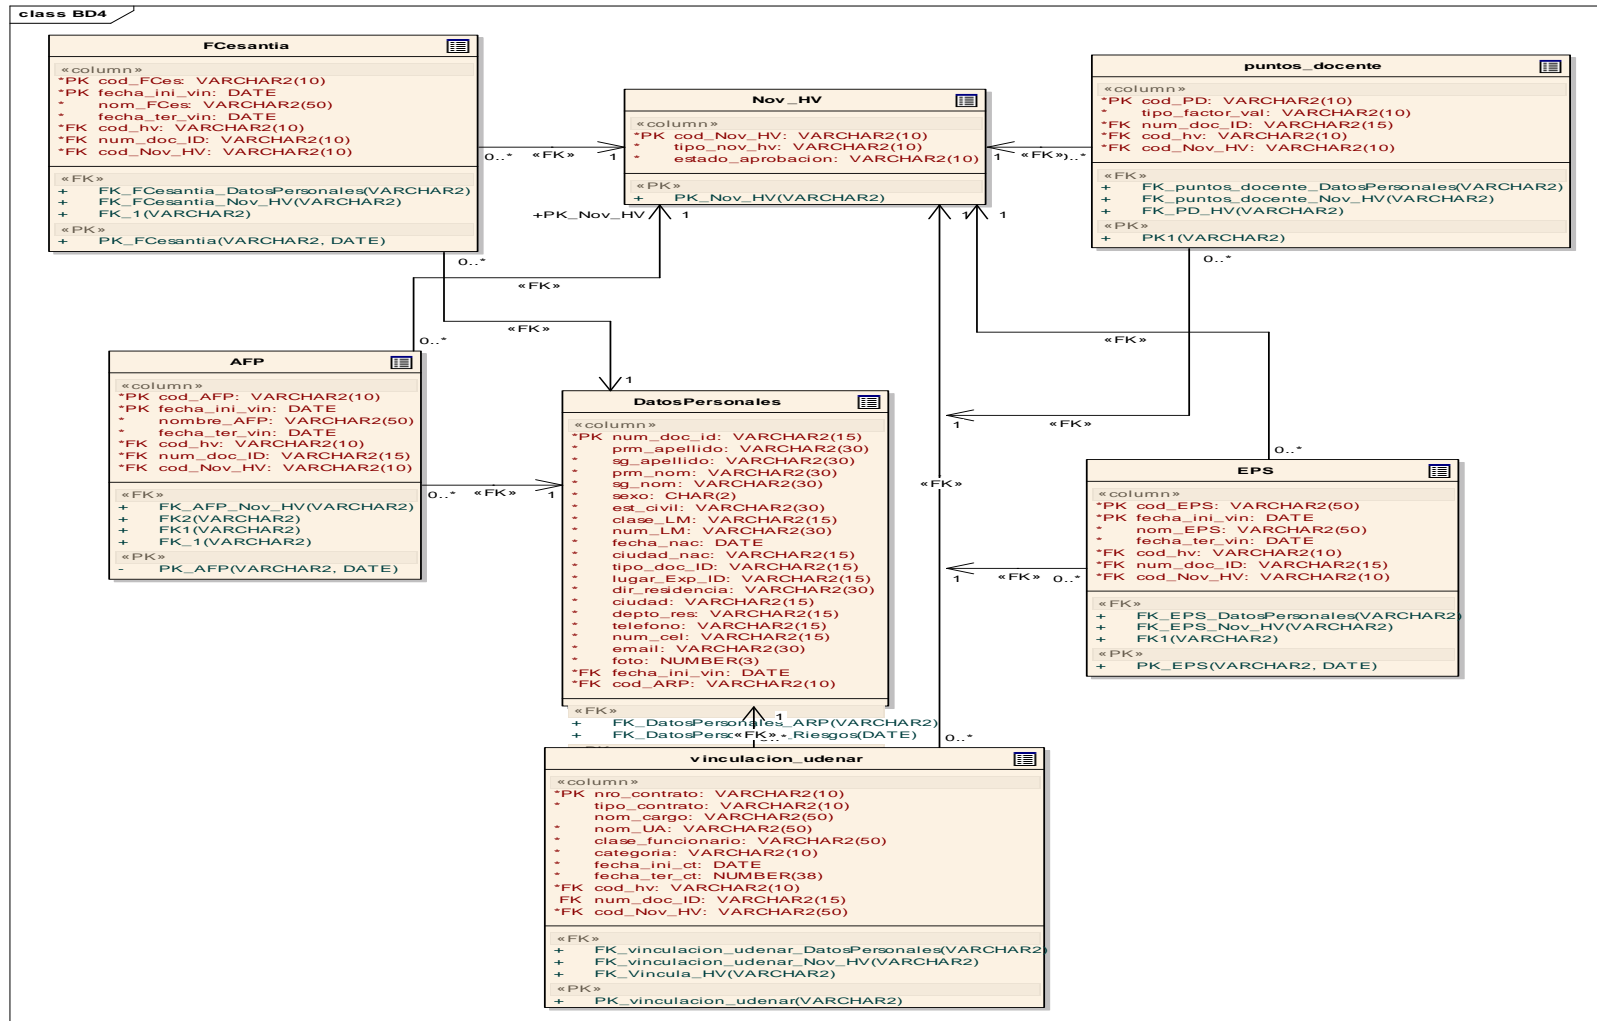 class BD4
FCesantia
«column»
*PK cod_FCes: VARCHAR2(10)
*PK fecha_ini_vin: DATE
* nom_FCes: VARCHAR2(50)
* fecha_ter_vin: DATE
*FK cod_hv: VARCHAR2(10)
*FK num_doc_ID: VARCHAR2(10)
*FK cod_Nov_HV: VARCHAR2(10)
«FK»
+ FK_FCesantia_DatosPersonales(VARCHAR2)
+ FK_FCesantia_Nov_HV(VARCHAR2)
+ FK_1(VARCHAR2)
«PK»
+ PK_FCesantia(VARCHAR2, DATE)
0..* «FK» 1
Nov_HV
«column»
*PK cod_Nov_HV: VARCHAR2(10)
* tipo_nov_hv: VARCHAR2(10)
* estado_aprobacion: VARCHAR2(10)
«PK»
+ PK_Nov_HV(VARCHAR2)
1 «FK» ..*
puntos_docente
«column»
*PK cod_PD: VARCHAR2(10)
* tipo_factor_val: VARCHAR2(10)
*FK num_doc_ID: VARCHAR2(15)
*FK cod_hv: VARCHAR2(10)
*FK cod_Nov_HV: VARCHAR2(10)
«FK»
+ FK_puntos_docente_DatosPersonales(VARCHAR2)
+ FK_puntos_docente_Nov_HV(VARCHAR2)
+ FK_PD_HV(VARCHAR2)
«PK»
+ PK1(VARCHAR2)
+PK_Nov_HV 1
1 1
0..*
0..*
«FK»
«FK»
0..*
«FK»
AFP
«column»
*PK cod_AFP: VARCHAR2(10)
*PK fecha_ini_vin: DATE
* nombre_AFP: VARCHAR2(50)
* fecha_ter_vin: DATE
*FK cod_hv: VARCHAR2(10)
*FK num_doc_ID: VARCHAR2(15)
*FK cod_Nov_HV: VARCHAR2(10)
«FK»
+ FK_AFP_Nov_HV(VARCHAR2)
+ FK2(VARCHAR2)
+ FK1(VARCHAR2)
+ FK_1(VARCHAR2)
«PK»
- PK_AFP(VARCHAR2, DATE)
0..* «FK» 1
1
DatosPersonales
«column»
*PK num_doc_id: VARCHAR2(15)
* prm_apellido: VARCHAR2(30)
* sg_apellido: VARCHAR2(30)
* prm_nom: VARCHAR2(30)
* sg_nom: VARCHAR2(30)
* sexo: CHAR(2)
* est_civil: VARCHAR2(30)
* clase_LM: VARCHAR2(15)
* num_LM: VARCHAR2(30)
* fecha_nac: DATE
* ciudad_nac: VARCHAR2(15)
* tipo_doc_ID: VARCHAR2(15)
* lugar_Exp_ID: VARCHAR2(15)
* dir_residencia: VARCHAR2(30)
* ciudad: VARCHAR2(15)
* depto_res: VARCHAR2(15)
* telefono: VARCHAR2(15)
* num_cel: VARCHAR2(15)
* email: VARCHAR2(30)
* foto: NUMBER(3)
*FK fecha_ini_vin: DATE
*FK cod_ARP: VARCHAR2(10)
«FK»
+ FK_DatosPersonales_ARP(VARCHAR2)
+ FK_DatosPers «FK» Riesgos(DATE)
1
1 «FK»
«FK»
1 «FK» 0..*
0..*
0..*
EPS
«column»
*PK cod_EPS: VARCHAR2(50)
*PK fecha_ini_vin: DATE
* nom_EPS: VARCHAR2(50)
* fecha_ter_vin: DATE
*FK cod_hv: VARCHAR2(10)
*FK num_doc_ID: VARCHAR2(15)
*FK cod_Nov_HV: VARCHAR2(10)
«FK»
+ FK_EPS_DatosPersonales(VARCHAR2)
+ FK_EPS_Nov_HV(VARCHAR2)
+ FK1(VARCHAR2)
«PK»
+ PK_EPS(VARCHAR2, DATE)
«FK»
vinculacion_udenar
«column»
*PK nro_contrato: VARCHAR2(10)
* tipo_contrato: VARCHAR2(10)
nom_cargo: VARCHAR2(50)
* nom_UA: VARCHAR2(50)
* clase_funcionario: VARCHAR2(50)
* categoria: VARCHAR2(10)
* fecha_ini_ct: DATE
* fecha_ter_ct: NUMBER(38)
*FK cod_hv: VARCHAR2(10)
FK num_doc_ID: VARCHAR2(15)
*FK cod_Nov_HV: VARCHAR2(50)
«FK»
+ FK_vinculacion_udenar_DatosPersonales(VARCHAR2)
+ FK_vinculacion_udenar_Nov_HV(VARCHAR2)
+ FK_Vincula_HV(VARCHAR2)
«PK»
+ PK_vinculacion_udenar(VARCHAR2)